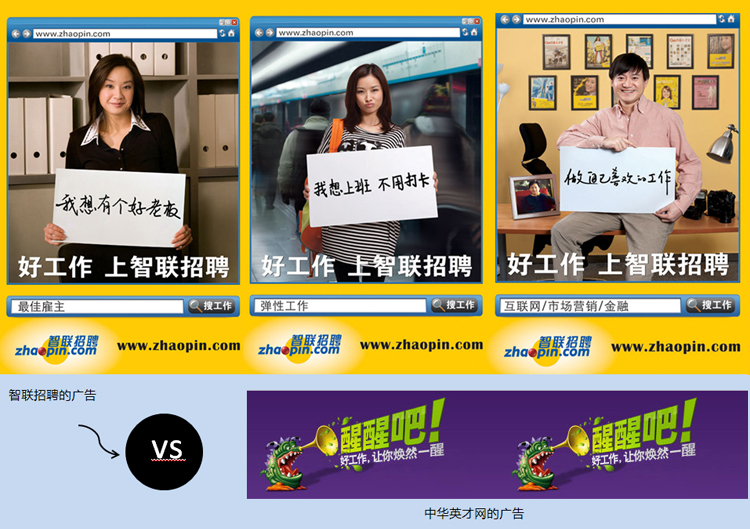 www.zhaopin.com
我想有个好老板
好工作 上智联招聘
最佳雇主
搜工作
智联招聘
zhaopin.com
www.zhaopin.com
www.zhaopin.com
我想上班 不用打卡
好工作 上智联招聘
弹性工作
搜工作
智联招聘
zhaopin.com
www.zhaopin.com
www.zhaopin.com
做自己喜欢的工作
好工作 上智联招聘
互联网/市场营销/金融
搜工作
智联招聘
zhaopin.com
www.zhaopin.com
智联招聘的广告
VS
醒醒吧！
好工作，让你焕然一醒
醒醒吧！
好工作，让你焕然一醒
中华英才网的广告